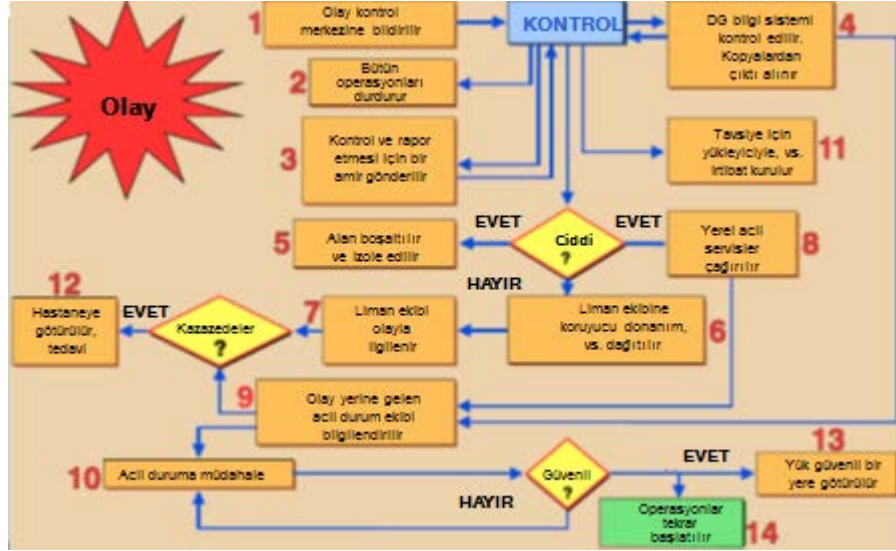 Olay
1
Olay kontrol
merkezine bildirilir
KONTROL
DG bilgi sistemi
kontrol edilir.
Kopyalardan
çıktı alınır
4
2
Bütün
operasyonları
durdurur
3
Kontrol ve rapor
etmesi için bir
amir gönderilir
Tavsiye için
yükleyiciyle, vs.
irtibat kurulur
11
5
Alan boşaltılır
ve izole edilir
EVET
Ciddi
?
EVET
Yerel acil
servisler
çağırılır
8
HAYIR
12
Hastaneye
götürülür,
tedavi
EVET
Kazazedeler
?
7
Liman ekibi
olayla
ilgilenir
Liman ekibine
koruyucu donanım,
vs. dağıtılır
6
9
Olay yerine gelen
acil durum ekibi
bilgilendirilir
10
Acil duruma müdahale
Güvenli
?
EVET
HAYIR
13
Yük güvenli bir
yere götürülür
Operasyonlar
tekrar
başlatılır
14